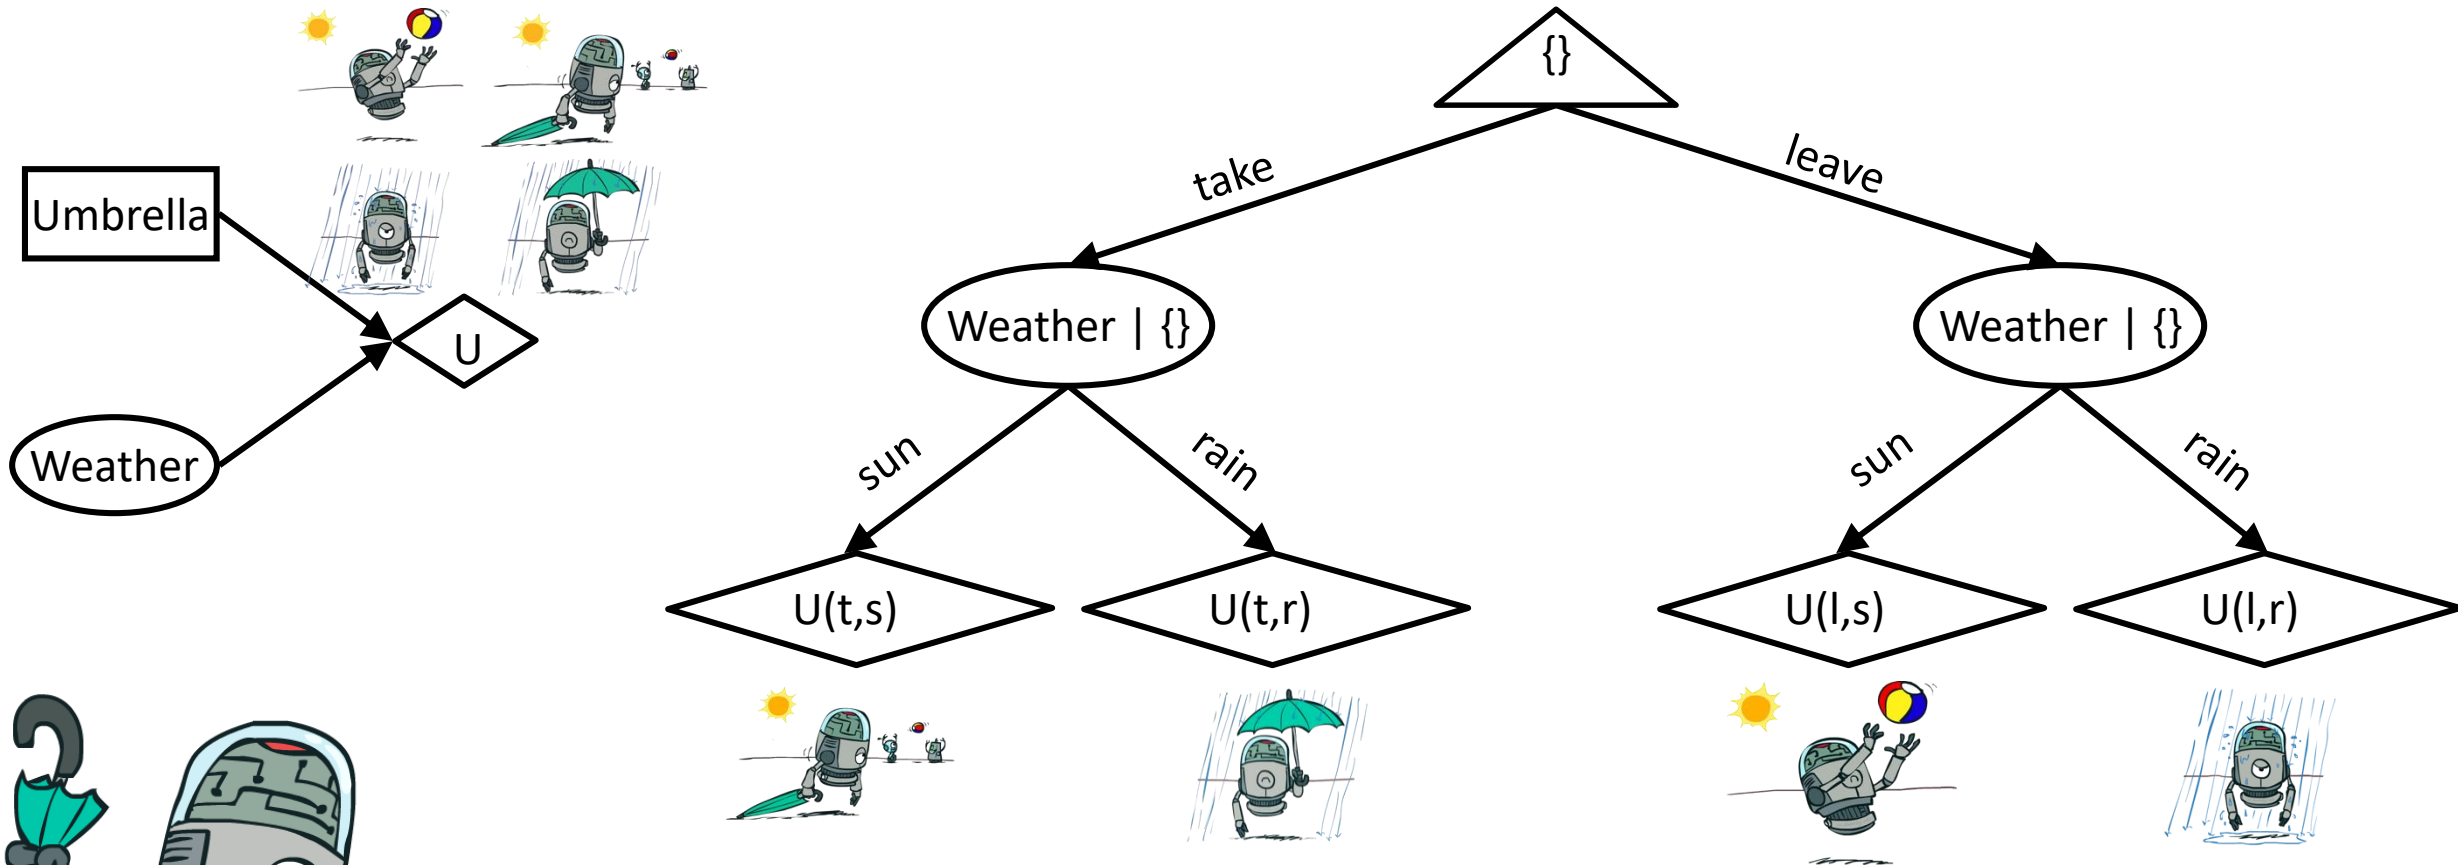 Umbrella
U
Weather
{}
take
leave
Weather | {}
Weather | {}
sun
rain
sun
rain
U(t,s)
U(t,r)
U(l,s)
U(l,r)